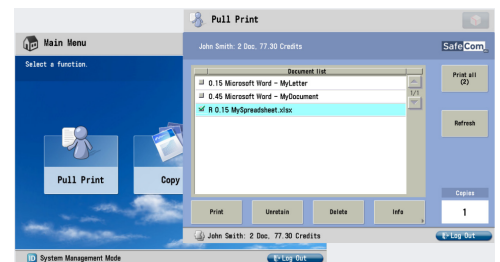 Main Menu
Select a function.
Pull Print
Copy
ID System Management Mode
Log Out
Pull Print
John Smith: 2 Doc, 77.30 Credits
SafeCom
Document list
0.15 Microsoft Word - MyLetter
0.45 Microsoft Word - MyDocument
R 0.15 MySpreadsheet.xlsx
1/1
Print all
(2)
Refresh
Copies
1
Print
Unretain
Delete
Info
John Smith: 2 Doc, 77.30 Credits
Log Out